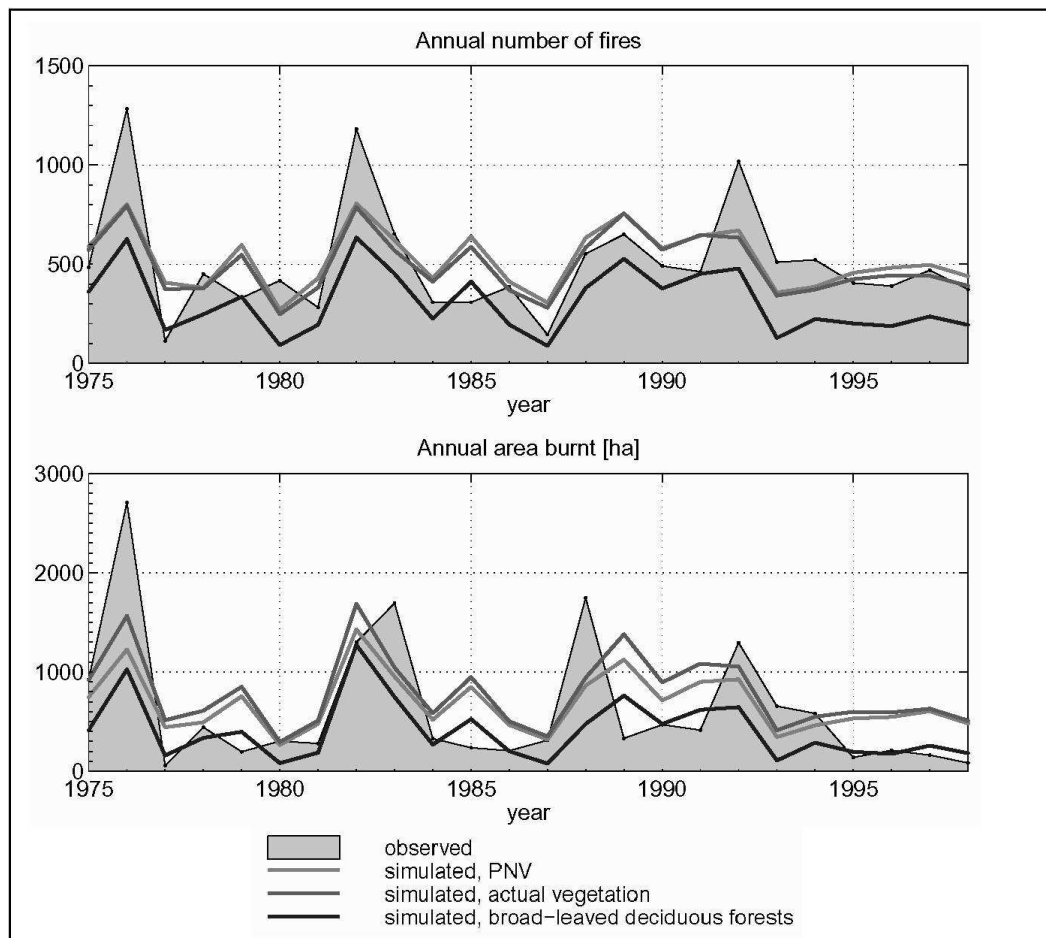 Annual number of fires
1500
1000
500
0
1975 1980 1985 1990 1995
year
Annual area burnt [ha]
3000
2000
1000
0
1975 1980 1985 1990 1995
year
observed
simulated, PNV
simulated, actual vegetation
simulated, broad−leaved deciduous forests